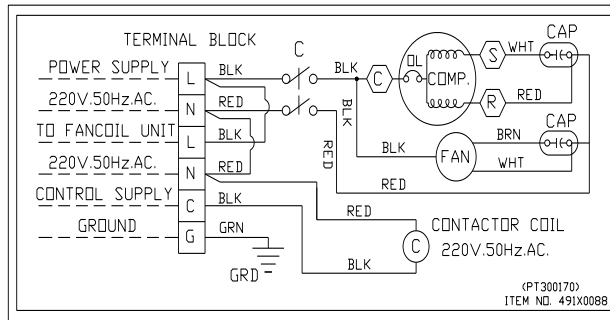 TERMINAL BLOCK
POWER SUPPLY L BLK C BLK C OL COMP. S WHT CAP
220V.50Hz.AC. N RED R RED
TO FANCOIL UNIT L BLK BLK RED BLK FAN BRN CAP
220V.50Hz.AC. N RED WHT
RED
CONTROL SUPPLY C BLK RED
GROUND G GRN C CONTACTOR COIL
220V.50Hz.AC.
GRD BLK
(PT300170)
ITEM NO. 491X0088